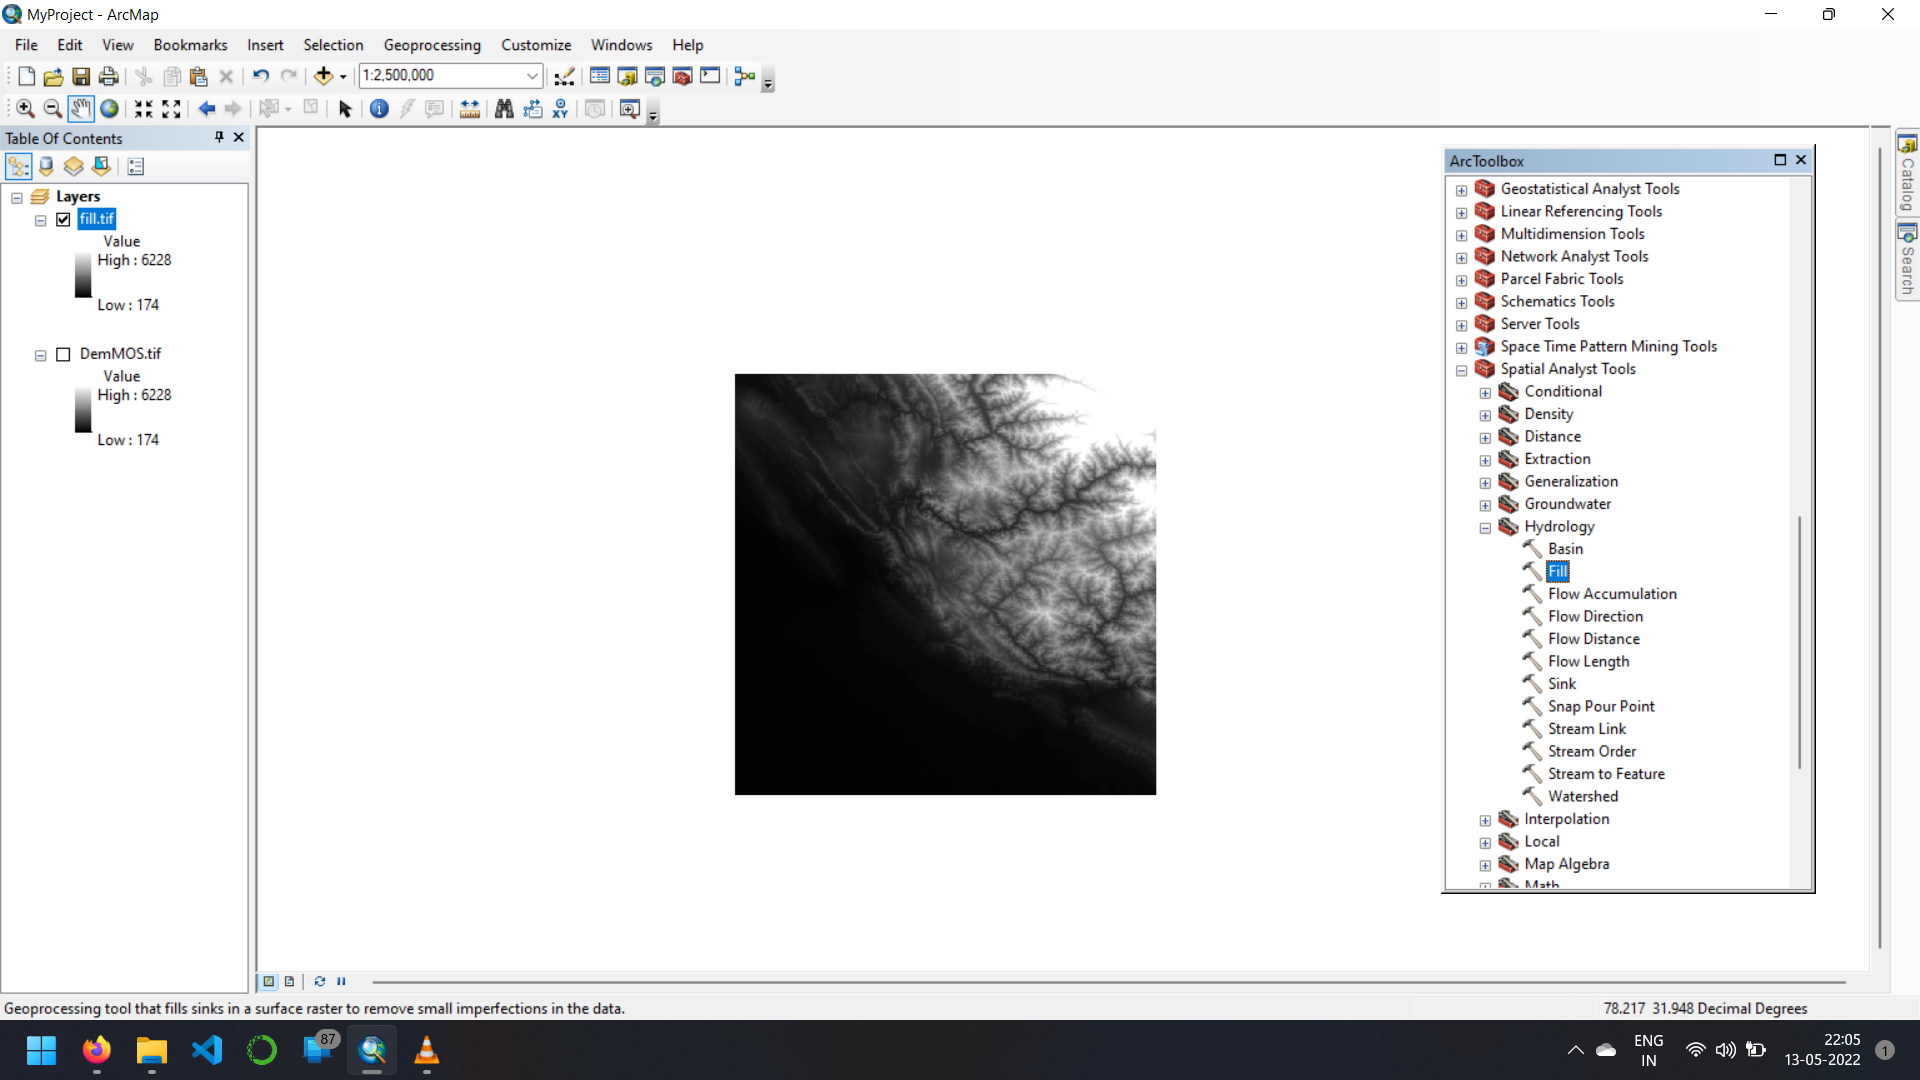 MyProject - ArcMap
File Edit View Bookmarks Insert Selection Geoprocessing Customize Windows Help
1:2,500,000
XY
Table Of Contents
Layers
fill.tif
Value
High : 6228
Low : 174
DemMOS.tif
Value
High : 6228
Low : 174
ArcToolbox
Geostatistical Analyst Tools
Linear Referencing Tools
Multidimension Tools
Network Analyst Tools
Parcel Fabric Tools
Schematics Tools
Server Tools
Space Time Pattern Mining Tools
Spatial Analyst Tools
Conditional
Density
Distance
Extraction
Generalization
Groundwater
Hydrology
Basin
Fill
Flow Accumulation
Flow Direction
Flow Distance
Flow Length
Sink
Snap Pour Point
Stream Link
Stream Order
Stream to Feature
Watershed
Interpolation
Local
Map Algebra
Math
Catalog
Search
Geoprocessing tool that fills sinks in a surface raster to remove small imperfections in the data.
78.217 31.948 Decimal Degrees
87
ENG
IN
22:05
13-05-2022
1